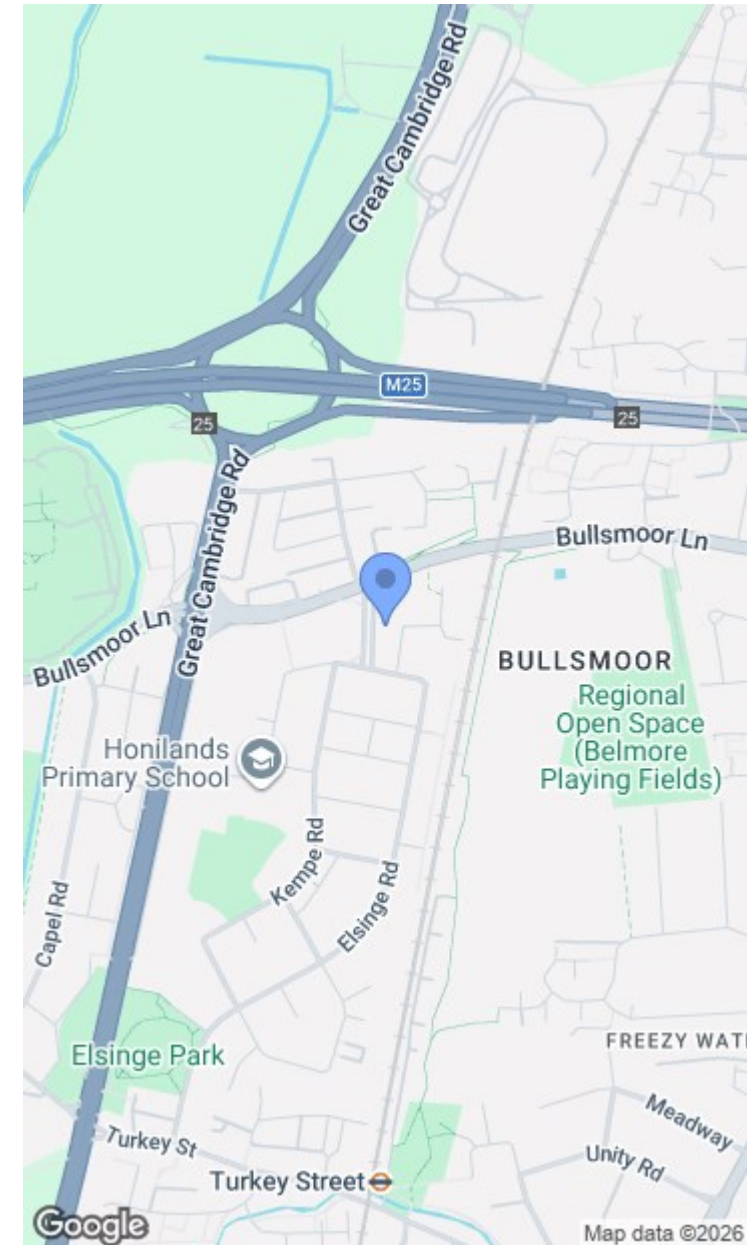 Great Cambridge Rd
M25
25
25
Great Cambridge Rd
Bullsmoor Ln
Bullsmoor Ln
BULLSMOOR
Regional
Open Space
(Belmore
Playing Fields)
Honilands
Primary School
Kempe Rd
Elsinge Rd
Capel Rd
Elsinge Park
FREEZY WAT
Meadway
Turkey St
Unity Rd
Turkey Street
Google
Map data ©2026